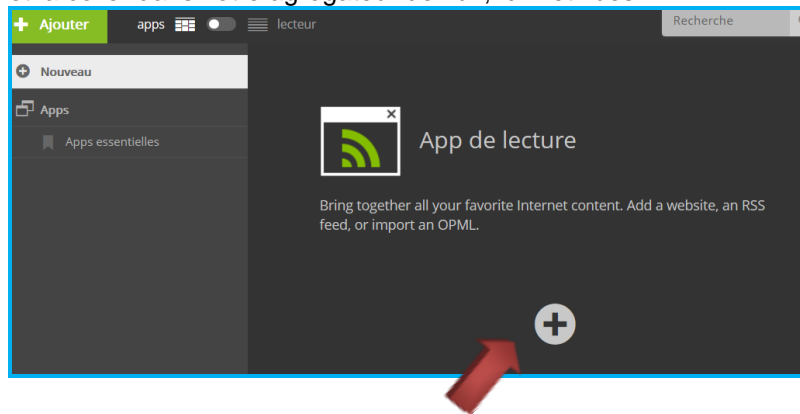 + Ajouter apps lecteur Recherche
Nouveau
Apps
Apps essentielles
App de lecture
Bring together all your favorite Internet content. Add a website, an RSS
feed, or import an OPML.